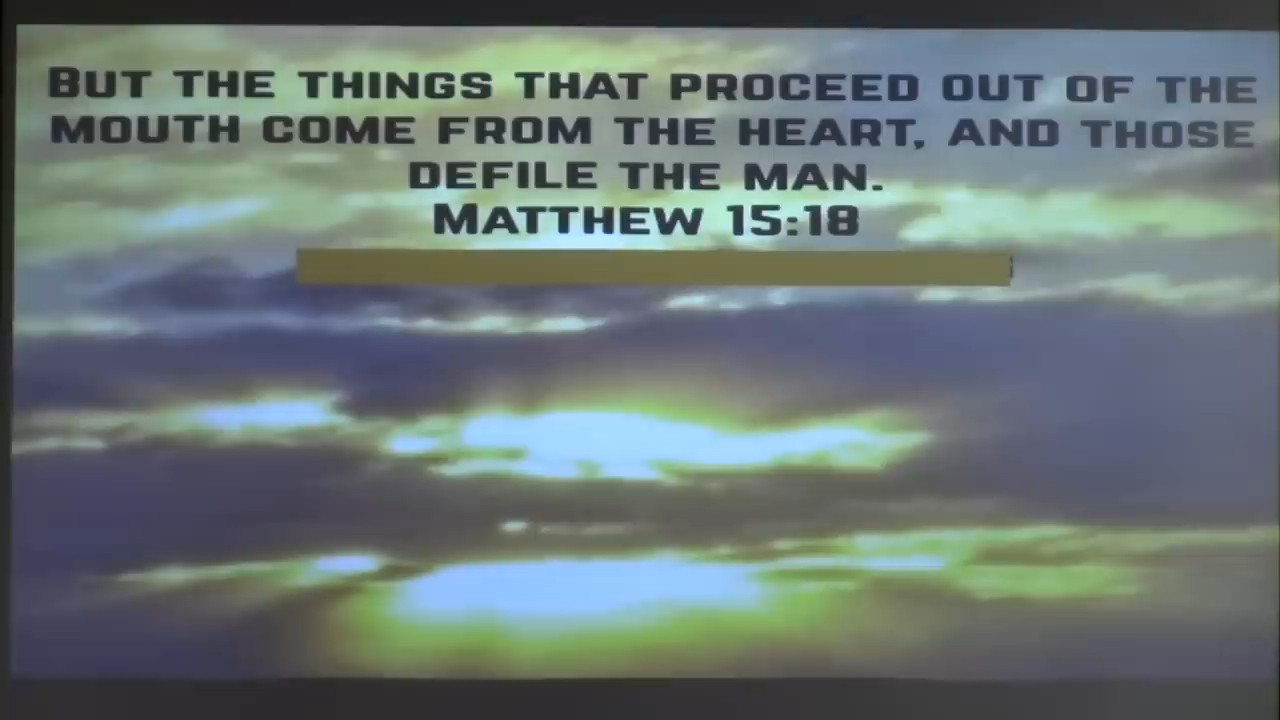 But the things that proceed out of the
mouth come from the heart, and those
defile the man.
Matthew 15:18